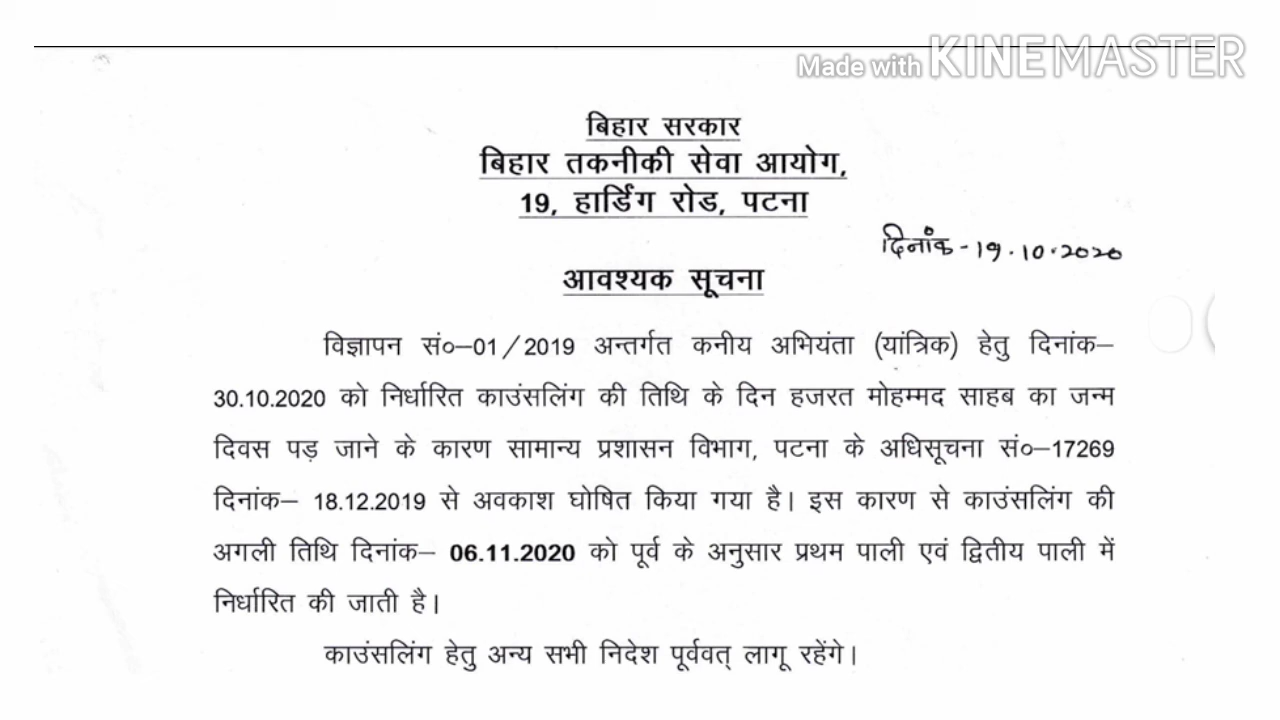 Made with KINEMASTER
बिहार सरकार
बिहार तकनीकी सेवा आयोग,
19, हार्डिंग रोड, पटना
दिनांक - 19.10.2020
आवश्यक सूचना
विज्ञापन सं०–01/2019 अन्तर्गत कनीय अभियंता (यांत्रिक) हेतु दिनांक–
30.10.2020 को निर्धारित काउंसलिंग की तिथि के दिन हजरत मोहम्मद साहब का जन्म
दिवस पड़ जाने के कारण सामान्य प्रशासन विभाग, पटना के अधिसूचना सं०–17269
दिनांक– 18.12.2019 से अवकाश घोषित किया गया है। इस कारण से काउंसलिंग की
अगली तिथि दिनांक– 06.11.2020 को पूर्व के अनुसार प्रथम पाली एवं द्वितीय पाली में
निर्धारित की जाती है।
काउंसलिंग हेतु अन्य सभी निदेश पूर्ववत् लागू रहेंगे।